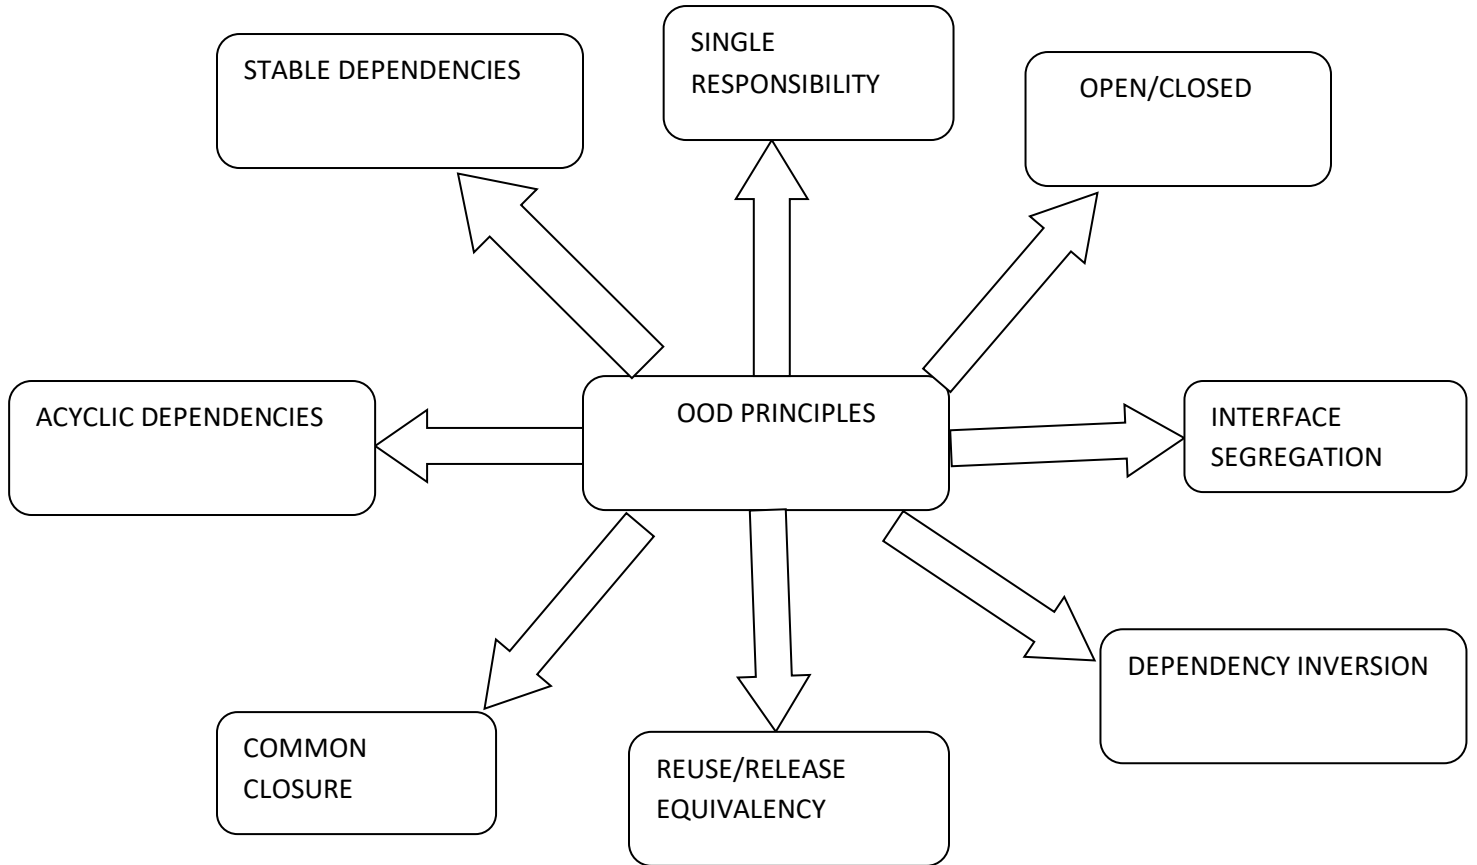 STABLE DEPENDENCIES
SINGLE
RESPONSIBILITY
OPEN/CLOSED
ACYCLIC DEPENDENCIES
OOD PRINCIPLES
INTERFACE
SEGREGATION
DEPENDENCY INVERSION
COMMON
CLOSURE
REUSE/RELEASE
EQUIVALENCY